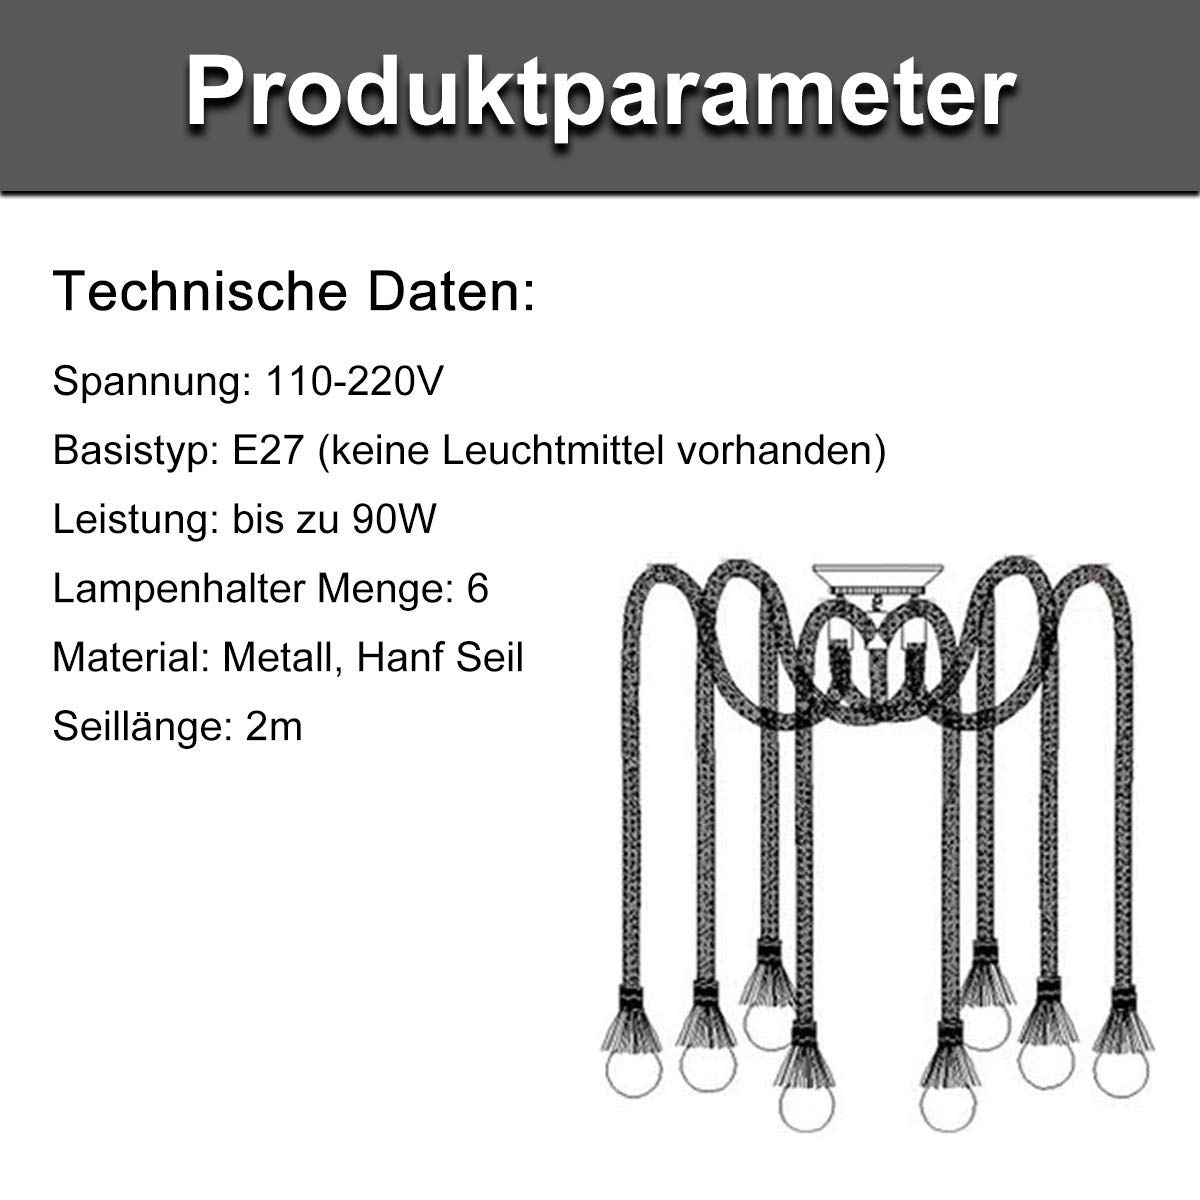 Produktparameter
Technische Daten:
Spannung: 110-220V
Basistyp: E27 (keine Leuchtmittel vorhanden)
Leistung: bis zu 90W
Lampenhalter Menge: 6
Material: Metall, Hanf Seil
Seillänge: 2m